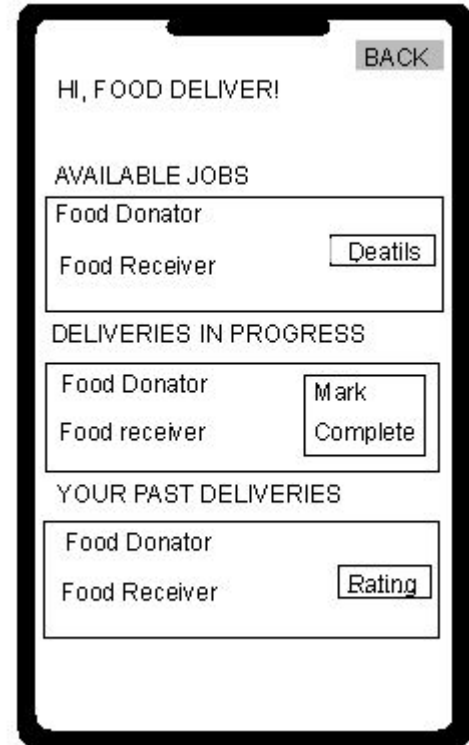 BACK
HI, FOOD DELIVER!
AVAILABLE JOBS
Food Donator
Food Receiver
Deatils
DELIVERIES IN PROGRESS
Food Donator
Food receiver
Mark
Complete
YOUR PAST DELIVERIES
Food Donator
Food Receiver
Rating